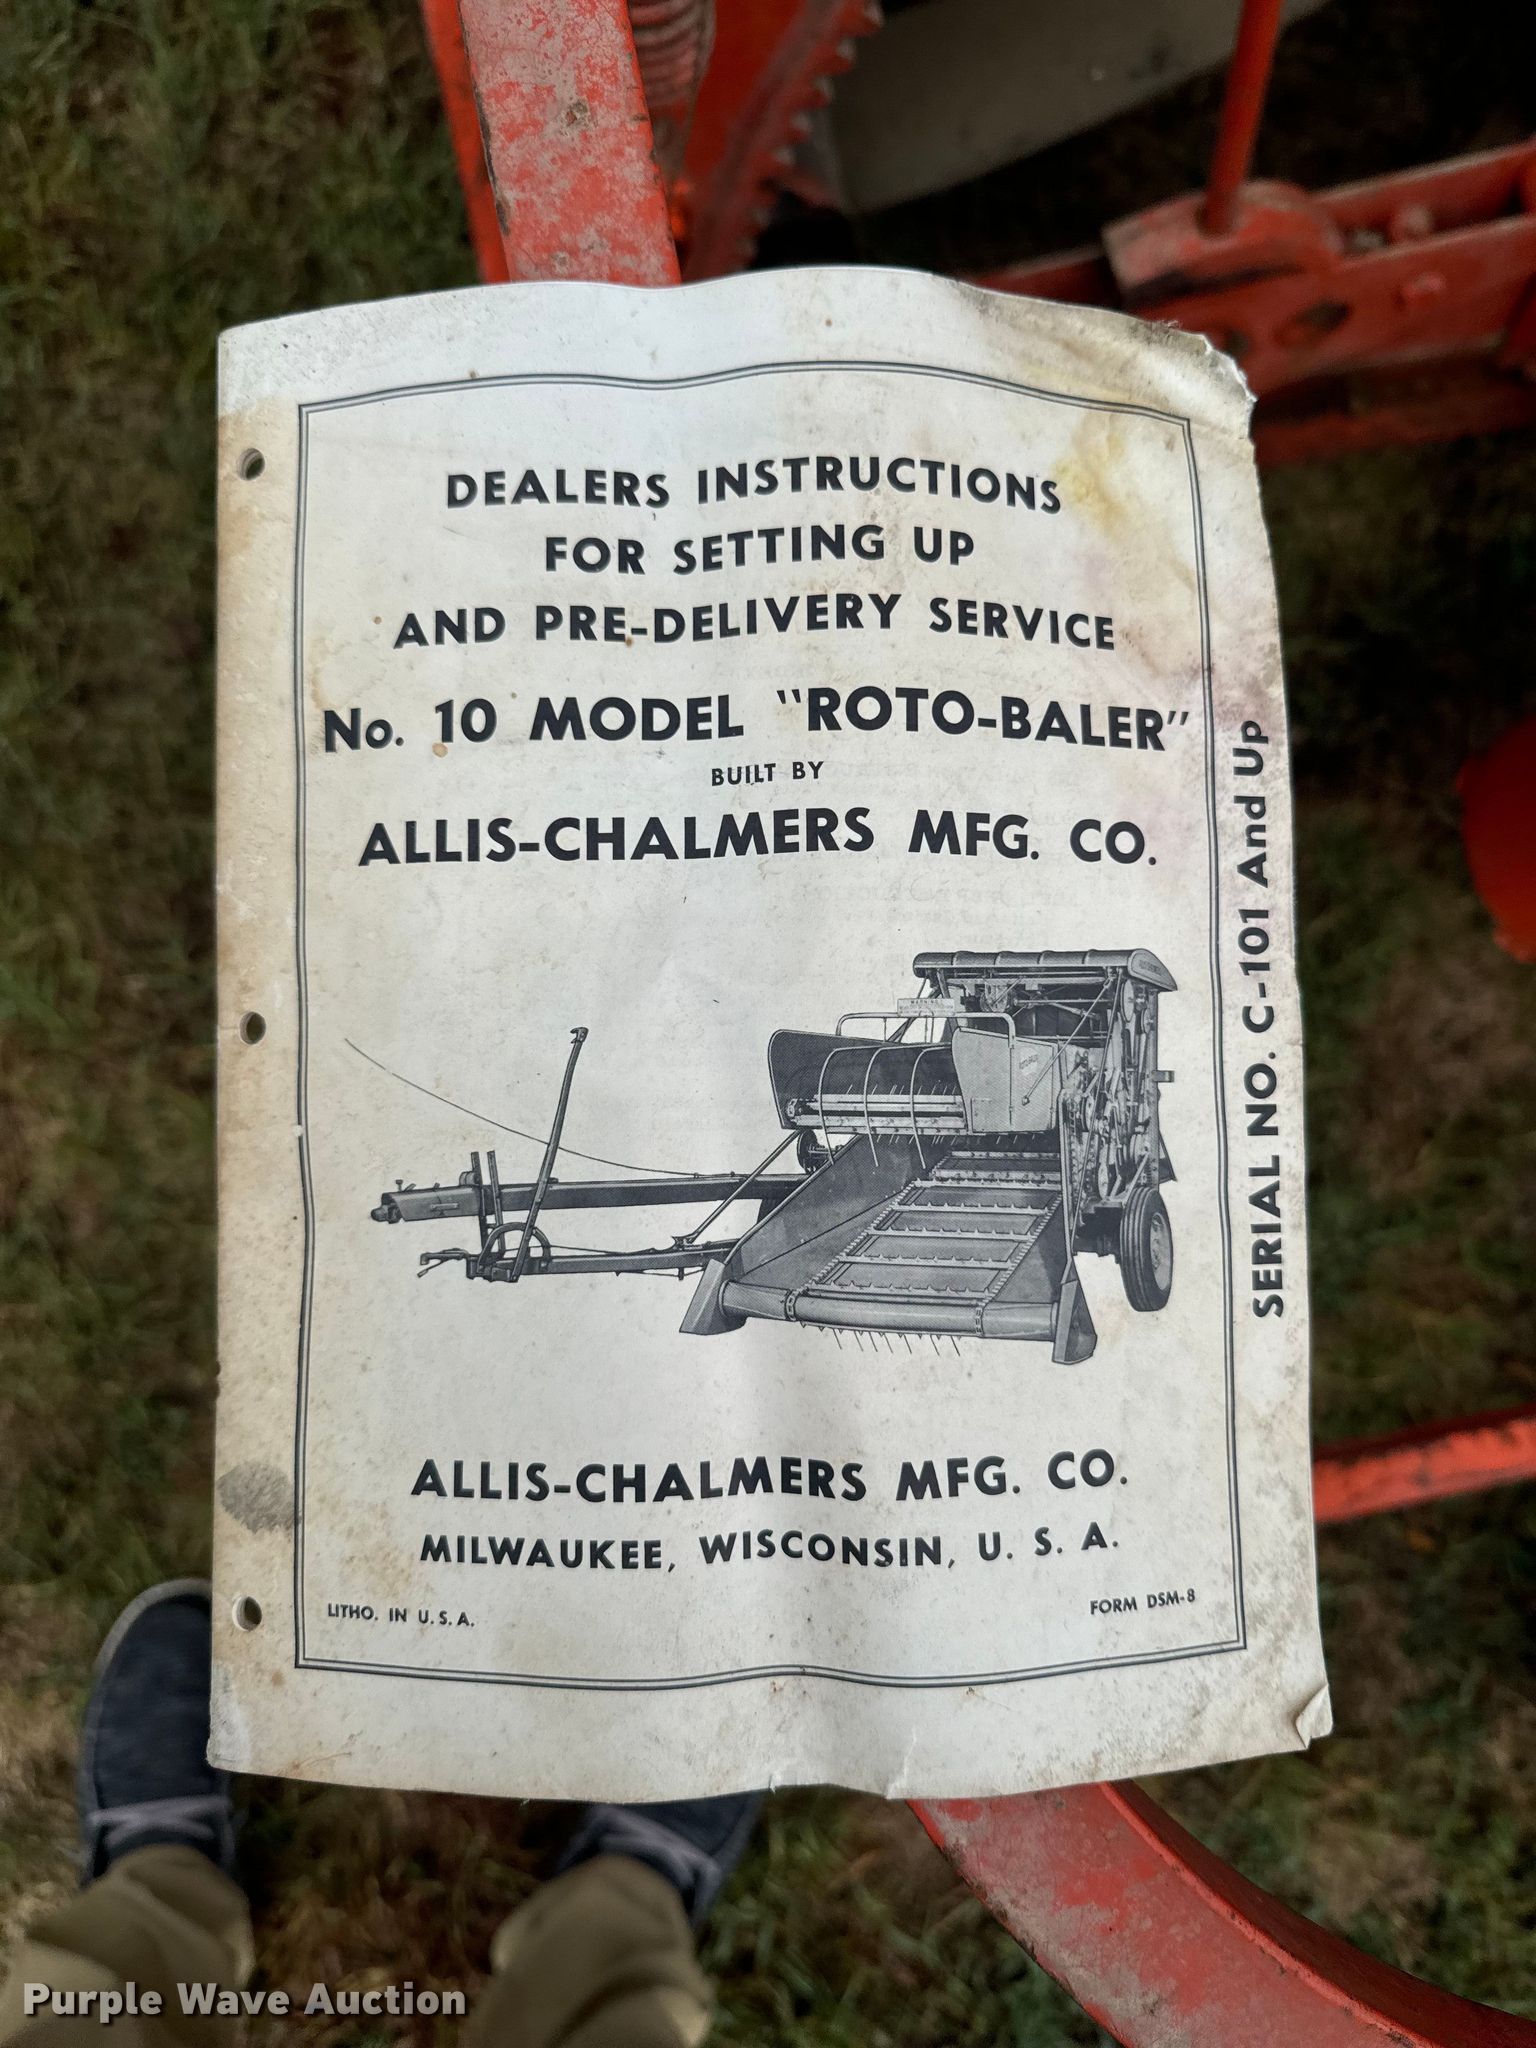 DEALERS INSTRUCTIONS
FOR SETTING UP
AND PRE-DELIVERY SERVICE
No. 10 MODEL "ROTO-BALER"
BUILT BY
ALLIS-CHALMERS MFG. CO.
SERIAL NO. C-101 And Up
WARNING
ALLIS-CHALMERS MFG. CO.
MILWAUKEE, WISCONSIN, U. S. A.
LITHO. IN U. S. A.
FORM DSM-8
Purple Wave Auction